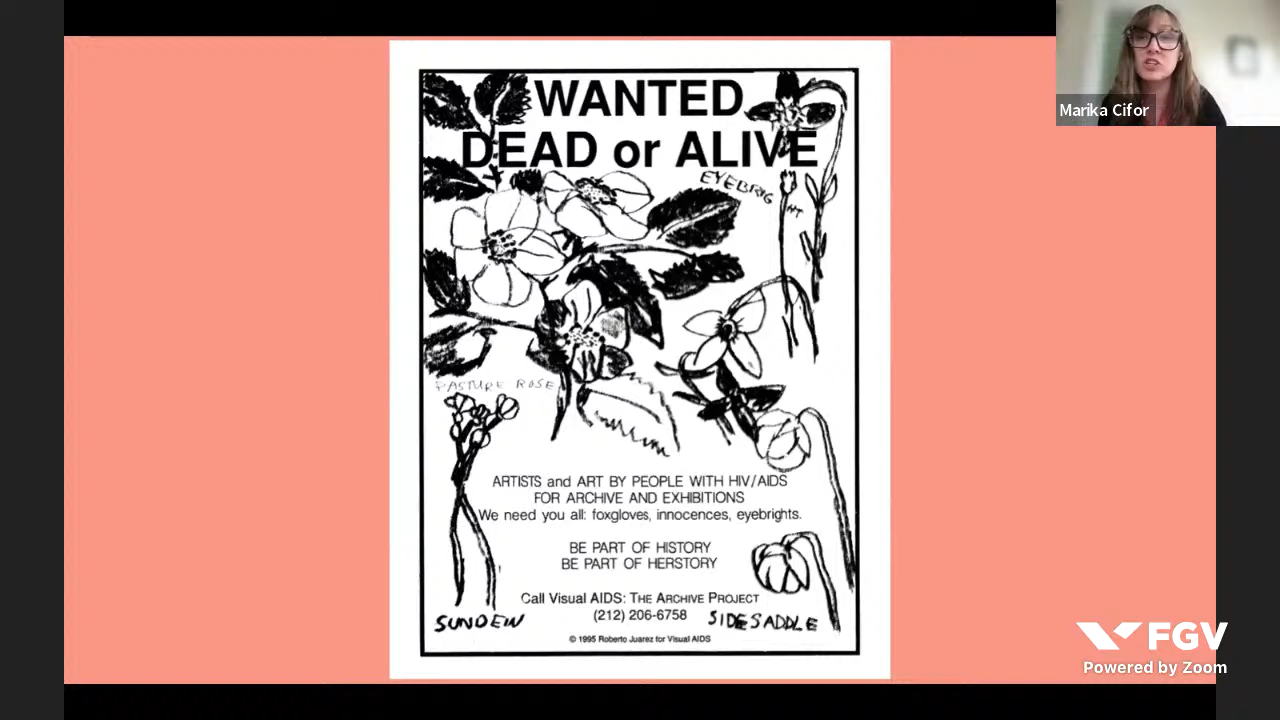 WANTED
DEAD or ALIVE
EYEBRIGHT
PASTURE ROSE
ARTISTS and ART BY PEOPLE WITH HIV/AIDS
FOR ARCHIVE AND EXHIBITIONS
We need you all: foxgloves, innocences, eyebrights.
BE PART OF HISTORY
BE PART OF HERSTORY
Call Visual AIDS: THE ARCHIVE PROJECT
(212) 206-6758
SUNDEW
SIDESADDLE
© 1995 Roberto Juarez for Visual AIDS
Marika Cifor
FGV
Powered by Zoom